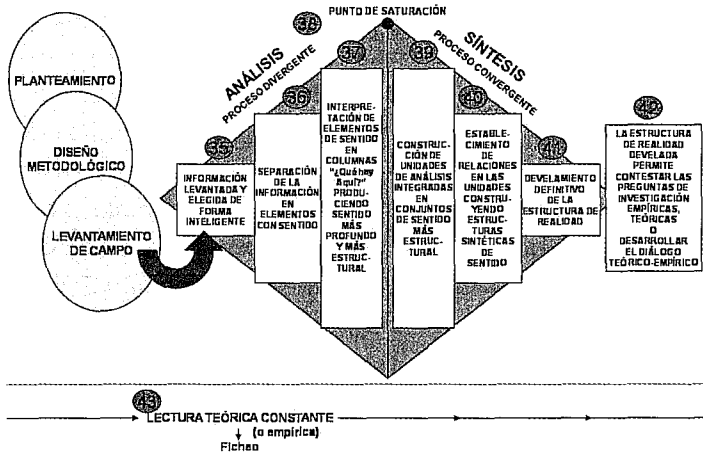 PUNTO DE SATURACIÓN
38
ANÁLISIS
PROCESO DIVERGENTE
SÍNTESIS
PROCESO CONVERGENTE
PLANTEAMIENTO
DISEÑO
METODOLÓGICO
LEVANTAMIENTO
DE CAMPO
35
INFORMACIÓN
LEVANTADA Y
ELEGIDA DE
FORMA
INTELIGENTE
36
SEPARACIÓN
DE LA
INFORMACIÓN
EN
ELEMENTOS
CON SENTIDO
37
INTERPRE-
TACIÓN DE
ELEMENTOS
DE SENTIDO
EN
COLUMNAS
"¿Qué hay
Aquí?"
PRODU-
CIENDO
SENTIDO
MÁS
PROFUNDO
Y MÁS
ESTRUC-
TURAL
39
CONSTRUC-
CIÓN DE
UNIDADES
DE ANÁLISIS
INTEGRADAS
EN
CONJUNTOS
DE SENTIDO
MÁS
ESTRUC-
TURAL
40
ESTABLE-
CIMIENTO
DE
RELACIONES
EN LAS
UNIDADES
CONSTRU-
YENDO
ESTRUC-
TURAS
SINTÉTICAS
DE
SENTIDO
41
DEVELAMIENTO
DEFINITIVO
DE LA
ESTRUCTURA DE
REALIDAD
42
LA ESTRUCTURA
DE REALIDAD
DEVELADA
PERMITE
CONTESTAR LAS
PREGUNTAS DE
INVESTIGACIÓN
EMPÍRICAS,
TEÓRICAS
O
DESARROLLAR
EL DIÁLOGO
TEÓRICO-EMPÍRICO
43
LECTURA TEÓRICA CONSTANTE
(o empírica)
Ficheo